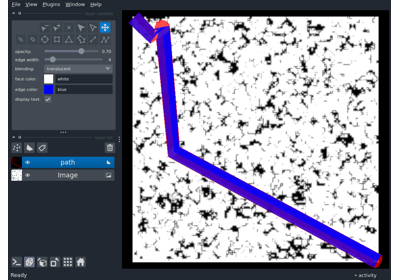 File View Plugins Window Help
opacity: 0.70
edge width: 4
blending: translucent
face color: white
edge color: blue
display text: ✓
path
Image
Ready
activity